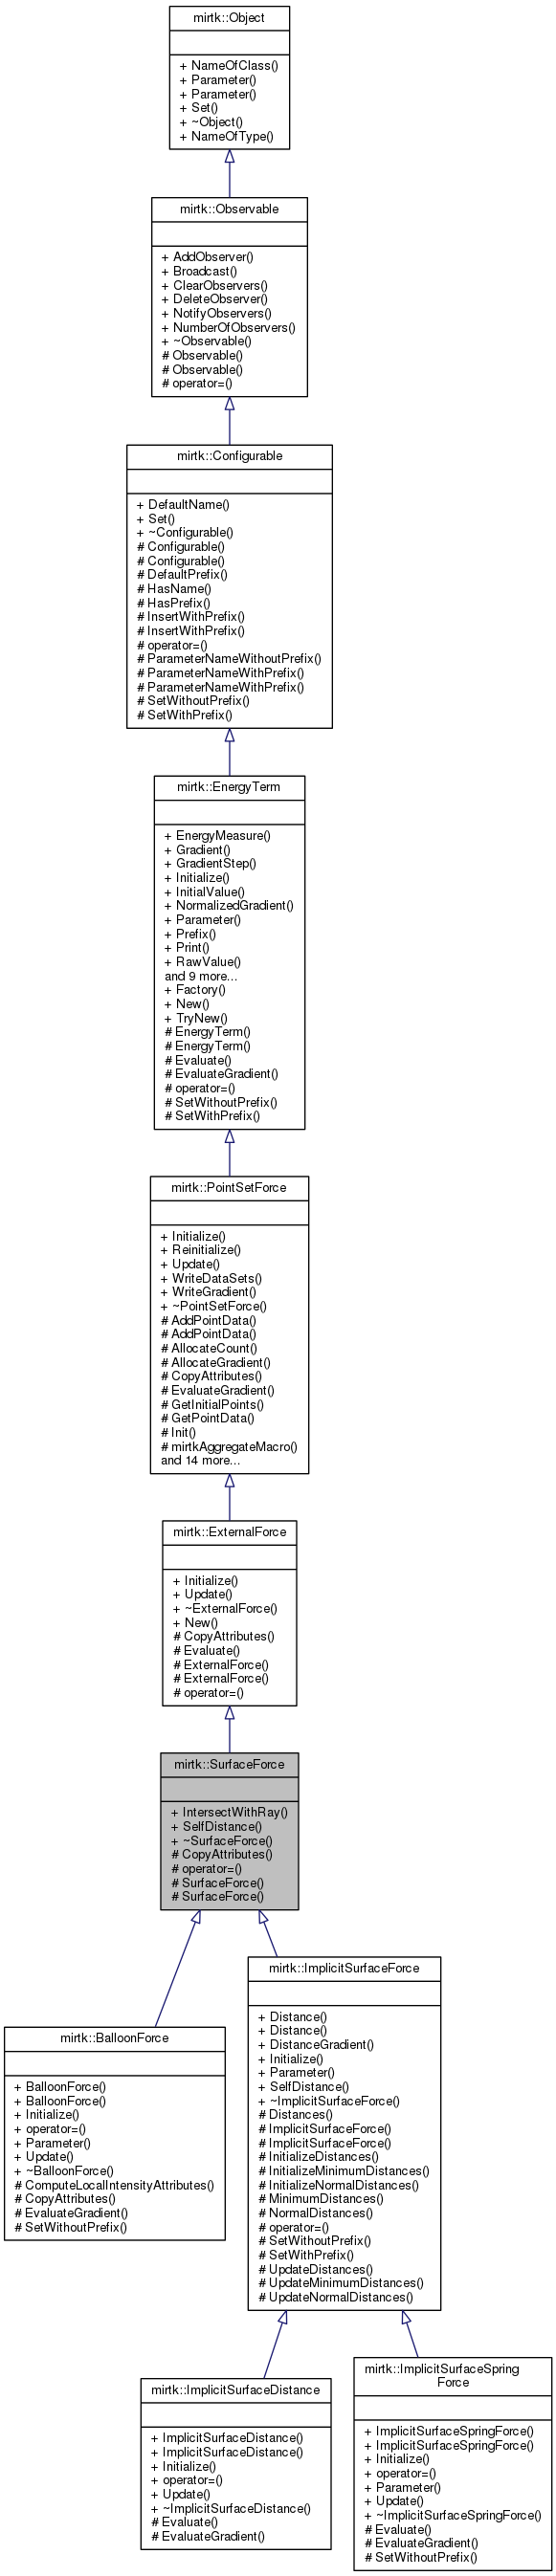 mirtk::Object
+ NameOfClass()
+ Parameter()
+ Parameter()
+ Set()
+ ~Object()
+ NameOfType()
mirtk::Observable
+ AddObserver()
+ Broadcast()
+ ClearObservers()
+ DeleteObserver()
+ NotifyObservers()
+ NumberOfObservers()
+ ~Observable()
# Observable()
# Observable()
# operator=()
mirtk::Configurable
+ DefaultName()
+ Set()
+ ~Configurable()
# Configurable()
# Configurable()
# DefaultPrefix()
# HasName()
# HasPrefix()
# InsertWithPrefix()
# InsertWithPrefix()
# operator=()
# ParameterNameWithoutPrefix()
# ParameterNameWithPrefix()
# ParameterNameWithPrefix()
# SetWithoutPrefix()
# SetWithPrefix()
mirtk::EnergyTerm
+ EnergyMeasure()
+ Gradient()
+ GradientStep()
+ Initialize()
+ InitialValue()
+ NormalizedGradient()
+ Parameter()
+ Prefix()
+ Print()
+ RawValue()
and 9 more...
+ Factory()
+ New()
+ TryNew()
# EnergyTerm()
# EnergyTerm()
# Evaluate()
# EvaluateGradient()
# operator=()
# SetWithoutPrefix()
# SetWithPrefix()
mirtk::PointSetForce
+ Initialize()
+ Reinitialize()
+ Update()
+ WriteDataSets()
+ WriteGradient()
+ ~PointSetForce()
# AddPointData()
# AddPointData()
# AllocateCount()
# AllocateGradient()
# CopyAttributes()
# EvaluateGradient()
# GetInitialPoints()
# GetPointData()
# Init()
# mirtkAggregateMacro()
and 14 more...
mirtk::ExternalForce
+ Initialize()
+ Update()
+ ~ExternalForce()
+ New()
# CopyAttributes()
# Evaluate()
# ExternalForce()
# ExternalForce()
# operator=()
mirtk::SurfaceForce
+ IntersectWithRay()
+ SelfDistance()
+ ~SurfaceForce()
# CopyAttributes()
# operator=()
# SurfaceForce()
# SurfaceForce()
mirtk::BalloonForce
+ BalloonForce()
+ BalloonForce()
+ Initialize()
+ operator=()
+ Parameter()
+ Update()
+ ~BalloonForce()
# ComputeLocalIntensityAttributes()
# CopyAttributes()
# EvaluateGradient()
# SetWithoutPrefix()
mirtk::ImplicitSurfaceForce
+ Distance()
+ Distance()
+ DistanceGradient()
+ Initialize()
+ Parameter()
+ SelfDistance()
+ ~ImplicitSurfaceForce()
# Distances()
# ImplicitSurfaceForce()
# ImplicitSurfaceForce()
# InitializeDistances()
# InitializeMinimumDistances()
# InitializeNormalDistances()
# MinimumDistances()
# NormalDistances()
# operator=()
# SetWithoutPrefix()
# SetWithPrefix()
# UpdateDistances()
# UpdateMinimumDistances()
# UpdateNormalDistances()
mirtk::ImplicitSurfaceDistance
+ ImplicitSurfaceDistance()
+ ImplicitSurfaceDistance()
+ Initialize()
+ operator=()
+ Update()
+ ~ImplicitSurfaceDistance()
# Evaluate()
# EvaluateGradient()
mirtk::ImplicitSurfaceSpring
Force
+ ImplicitSurfaceSpringForce()
+ ImplicitSurfaceSpringForce()
+ Initialize()
+ operator=()
+ Parameter()
+ Update()
+ ~ImplicitSurfaceSpringForce()
# Evaluate()
# EvaluateGradient()
# SetWithoutPrefix()